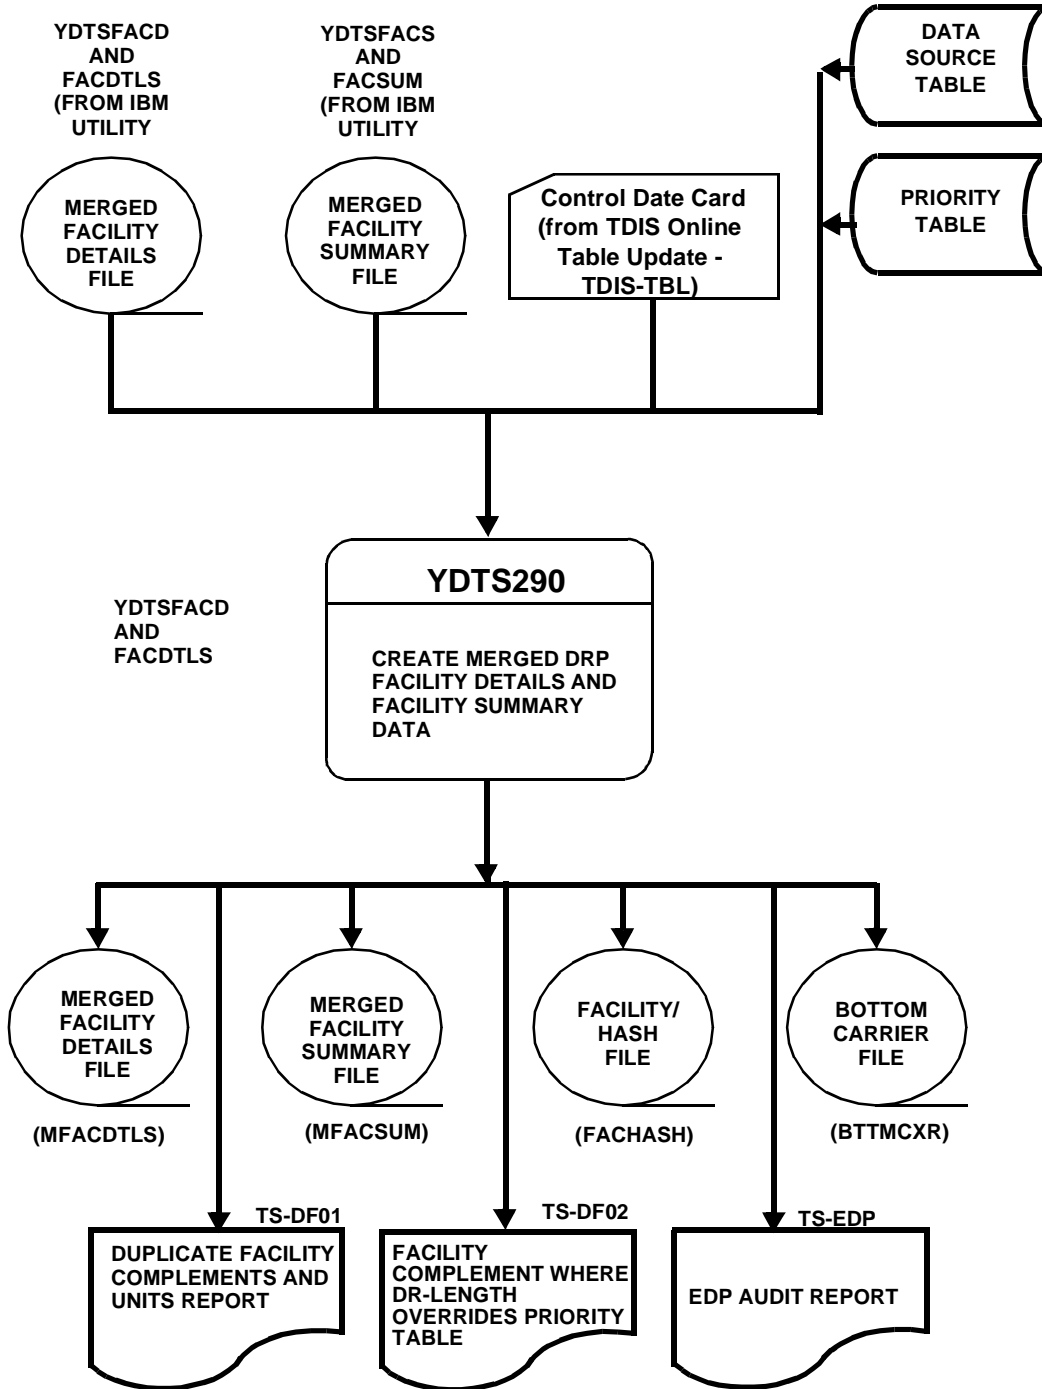 YDTSFACD
AND
FACDTLS
(FROM IBM
UTILITY
YDTSFACS
AND
FACSUM
(FROM IBM
UTILITY
DATA
SOURCE
TABLE
MERGED
FACILITY
DETAILS
FILE
MERGED
FACILITY
SUMMARY
FILE
Control Date Card
(from TDIS Online
Table Update -
TDIS-TBL)
PRIORITY
TABLE
YDTS290
YDTSFACD
AND
FACDTLS
CREATE MERGED DRP
FACILITY DETAILS AND
FACILITY SUMMARY
DATA
MERGED
FACILITY
DETAILS
FILE
MERGED
FACILITY
SUMMARY
FILE
FACILITY/
HASH
FILE
BOTTOM
CARRIER
FILE
(MFACDTLS)
(MFACSUM)
(FACHASH)
(BTTMCXR)
TS-DF01
TS-DF02
TS-EDP
DUPLICATE FACILITY
COMPLEMENTS AND
UNITS REPORT
FACILITY
COMPLEMENT WHERE
DR-LENGTH
OVERRIDES PRIORITY
TABLE
EDP AUDIT REPORT